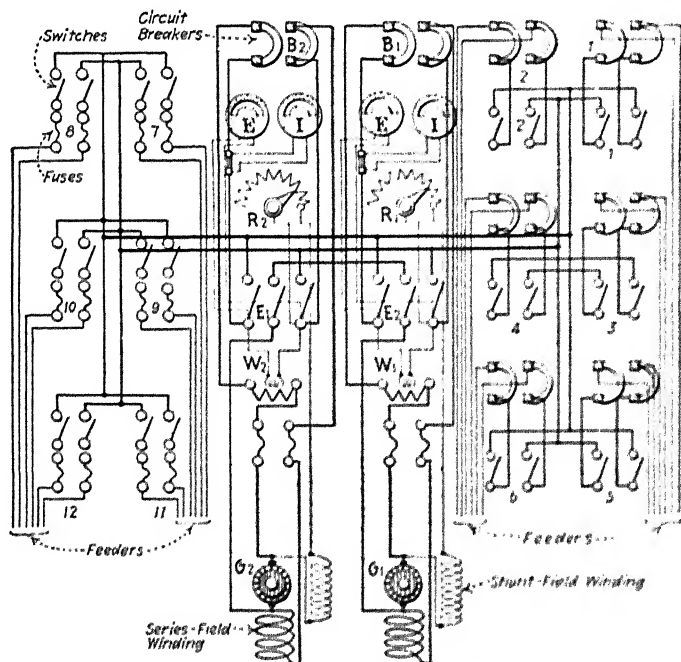 Circuit
Breakers
Switches
B2
B1
2
1
E
I
E
I
8
7
2
1
Fuses
R2
R1
10
9
E1
E2
4
3
W2
W1
12
11
6
5
Feeders
Feeders
G2
G1
Shunt-Field Winding
Series-Field
Winding